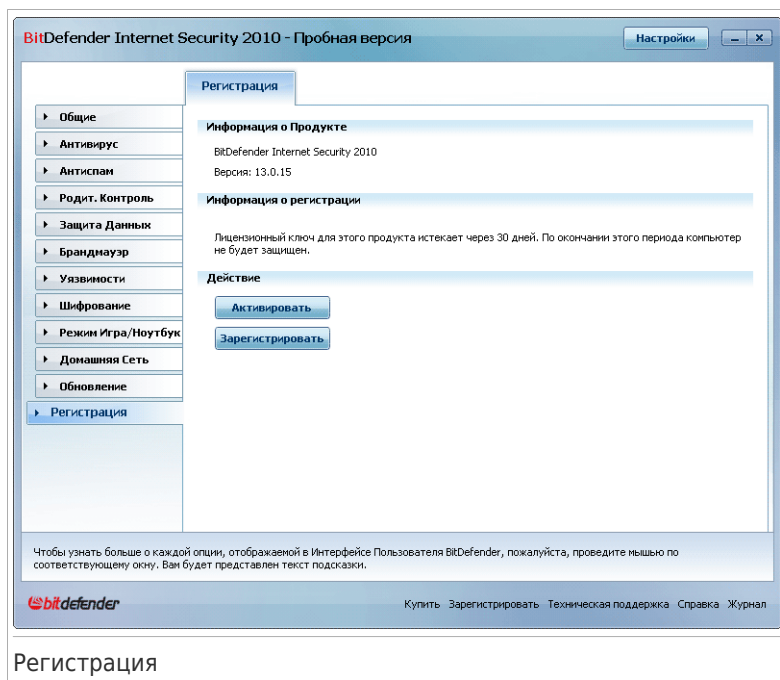 BitDefender Internet Security 2010 - Пробная версия
Настройки
Регистрация
Общие
Антивирус
Антиспам
Родит. Контроль
Защита Данных
Брандмауэр
Уязвимости
Шифрование
Режим Игра/Ноутбук
Домашняя Сеть
Обновление
Регистрация
Информация о Продукте
BitDefender Internet Security 2010
Версия: 13.0.15
Информация о регистрации
Лицензионный ключ для этого продукта истекает через 30 дней. По окончании этого периода компьютер
не будет защищен.
Действие
Активировать
Зарегистрировать
Чтобы узнать больше о каждой опции, отображаемой в Интерфейсе Пользователя BitDefender, пожалуйста, проведите мышью по
соответствующему окну. Вам будет представлен текст подсказки.
bitdefender
Купить Зарегистрировать Техническая поддержка Справка Журнал
Регистрация